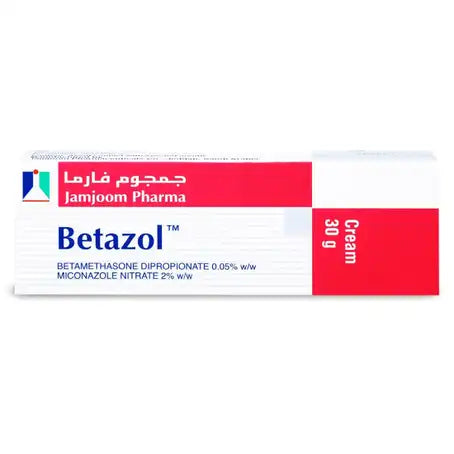 جمجوم فارما
Jamjoom Pharma
Betazol™
BETAMETHASONE DIPROPIONATE 0.05% w/w
MICONAZOLE NITRATE 2% w/w
Cream
30 g